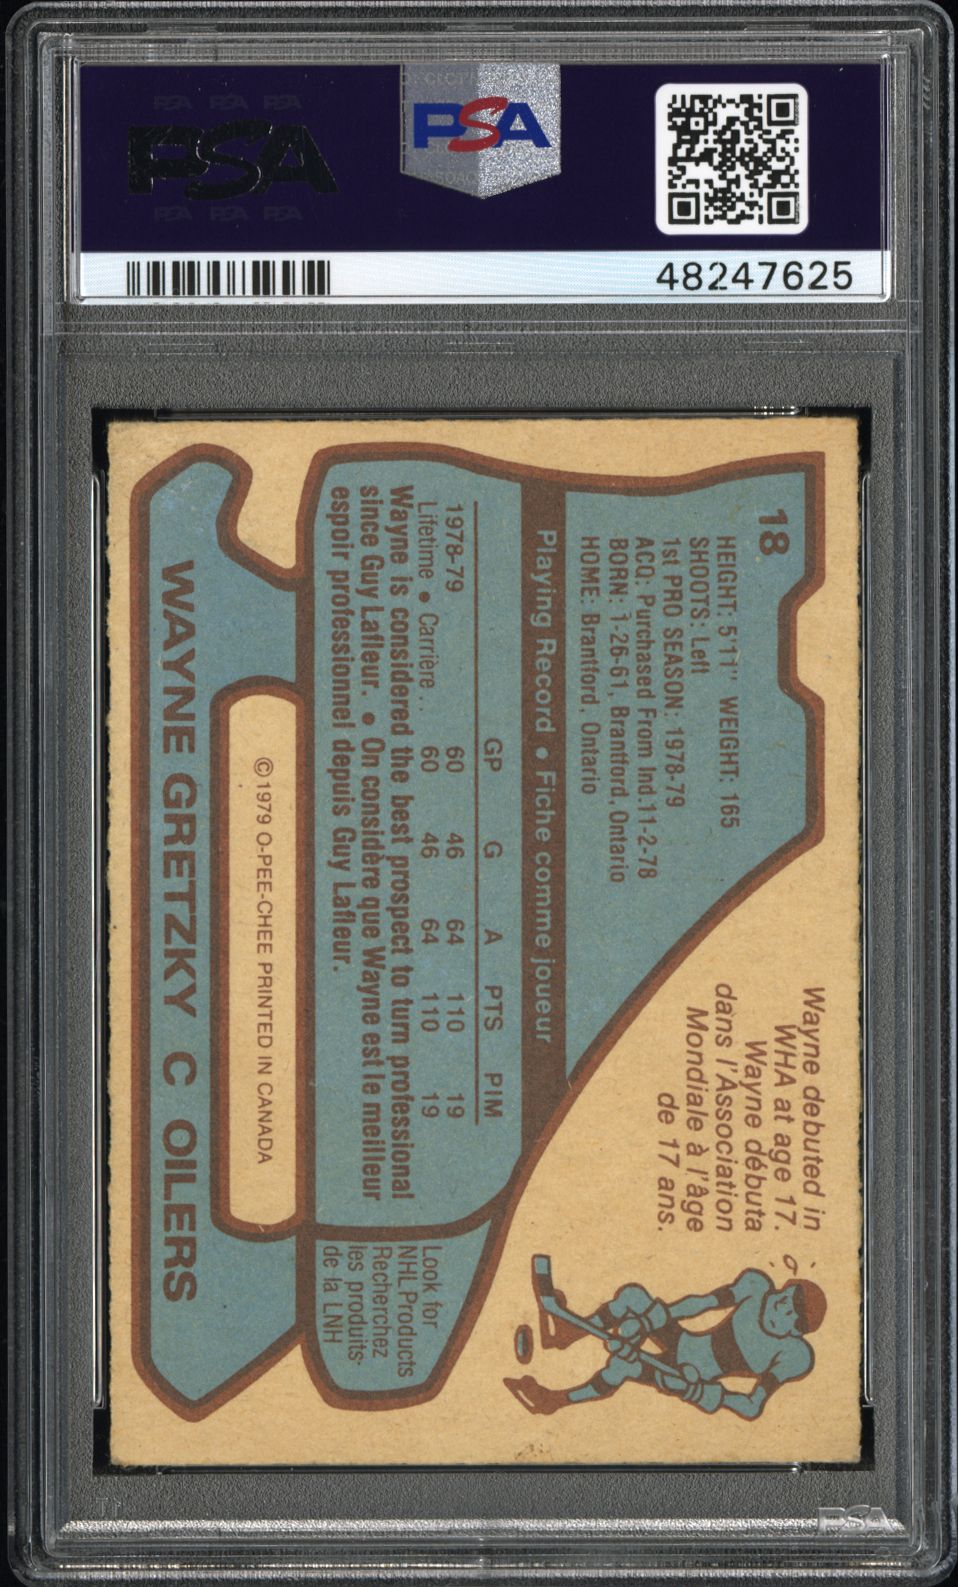 PSA
PSA
48247625
18
HEIGHT: 5'11" WEIGHT: 165
SHOOTS: Left
1st PRO SEASON: 1978-79
ACQ: Purchased From Ind. 11-2-78
BORN: 1-26-61, Brantford, Ontario
HOME: Brantford, Ontario
Wayne debuted in
WHA at age 17.
Wayne débuta
dans l'Association
Mondiale à l'âge
de 17 ans.
Playing Record • Fiche comme joueur
GP G A PTS PIM
1978-79 60 46 64 110 19
Lifetime • Carrière.. 60 46 64 110 19
Wayne is considered the best prospect to turn professional
since Guy Lafleur. • On considère que Wayne est le meilleur
espoir professionnel depuis Guy Lafleur.
Look for
NHL Products
Recherchez
les produits
de la LNH
©1979 O-PEE-CHEE PRINTED IN CANADA
WAYNE GRETZKY C OILERS
PSA